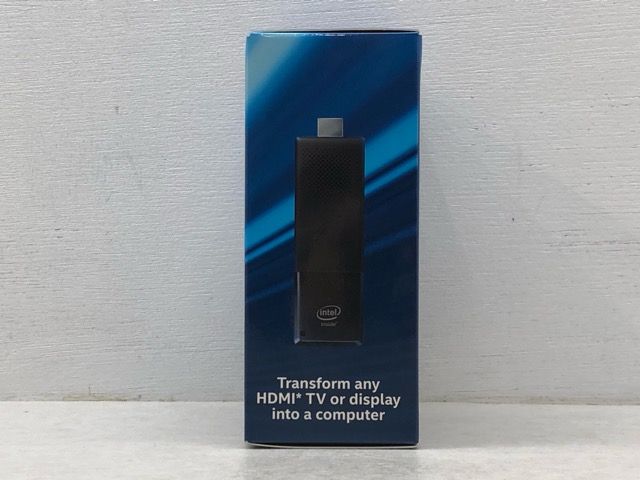 intel
inside
Transform any
HDMI* TV or display
into a computer